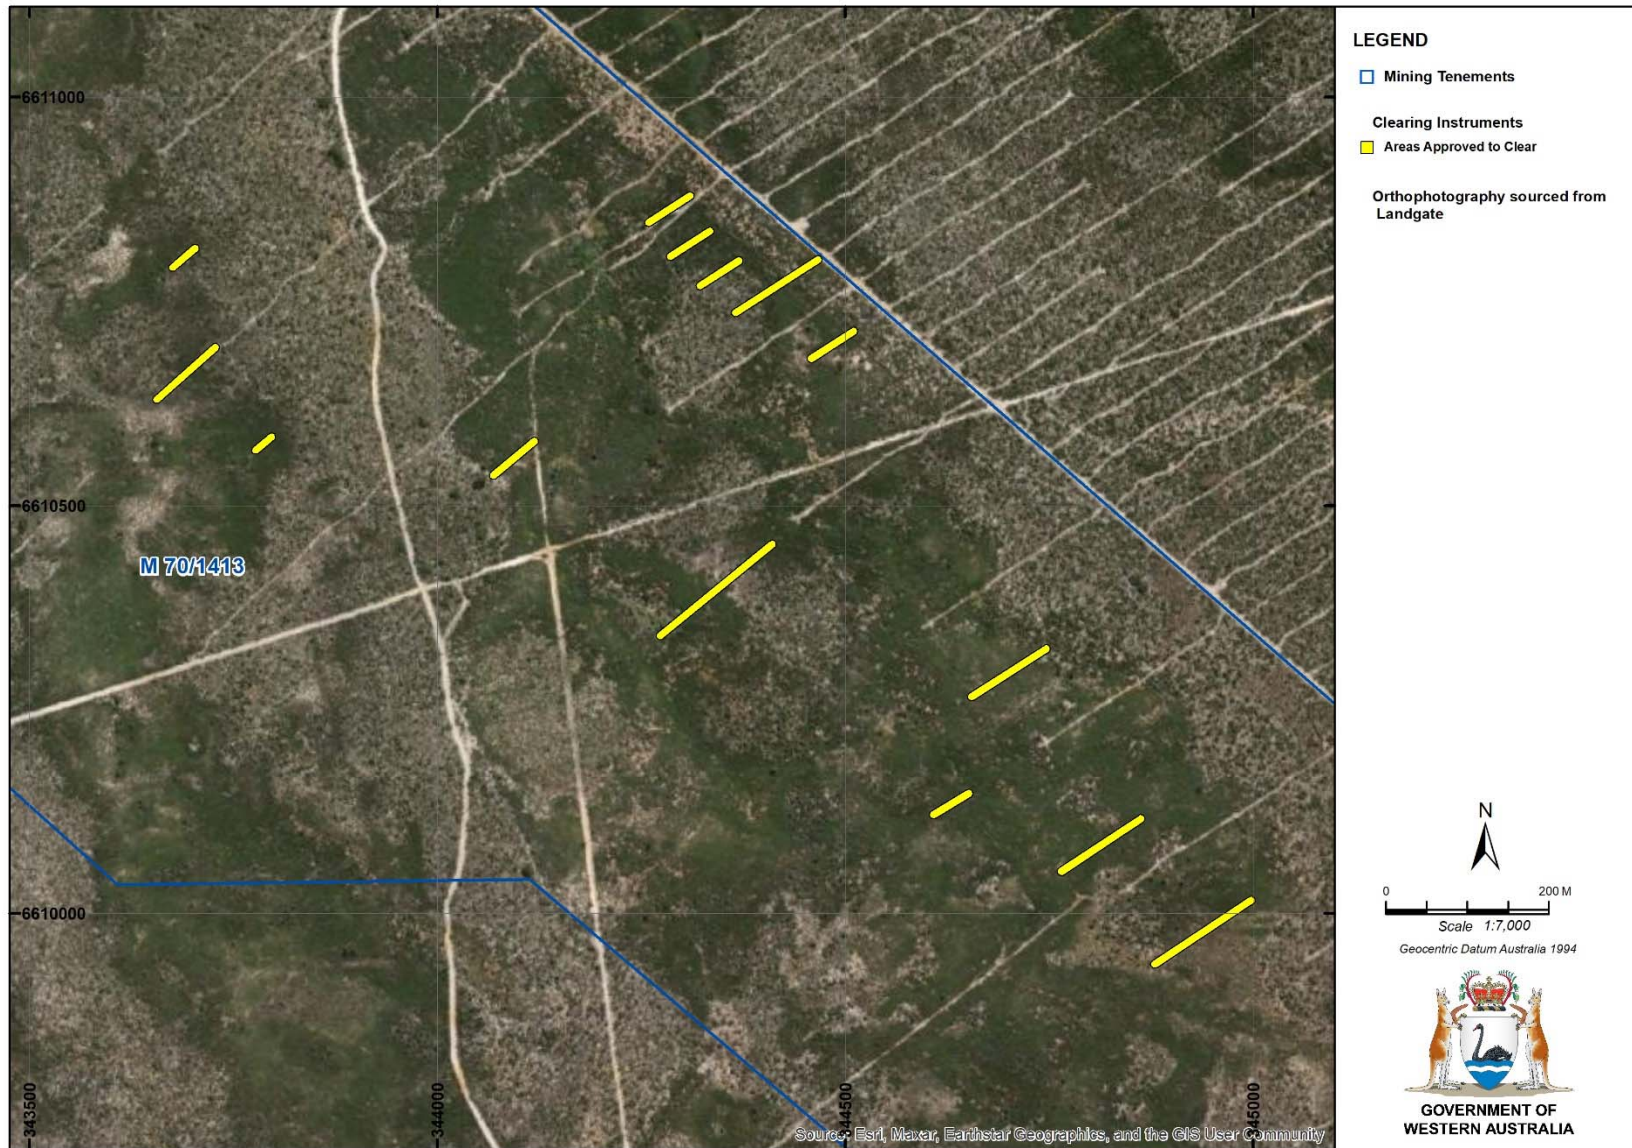 6611000
6610500
6610000
343500
344000
344500
345000
M 70/1413
Source: Esri, Maxar, Earthstar Geographics, and the GIS User Community
LEGEND
Mining Tenements
Clearing Instruments
Areas Approved to Clear
Orthophotography sourced from
Landgate
N
0 200 M
Scale 1:7,000
Geocentric Datum Australia 1994
GOVERNMENT OF
WESTERN AUSTRALIA